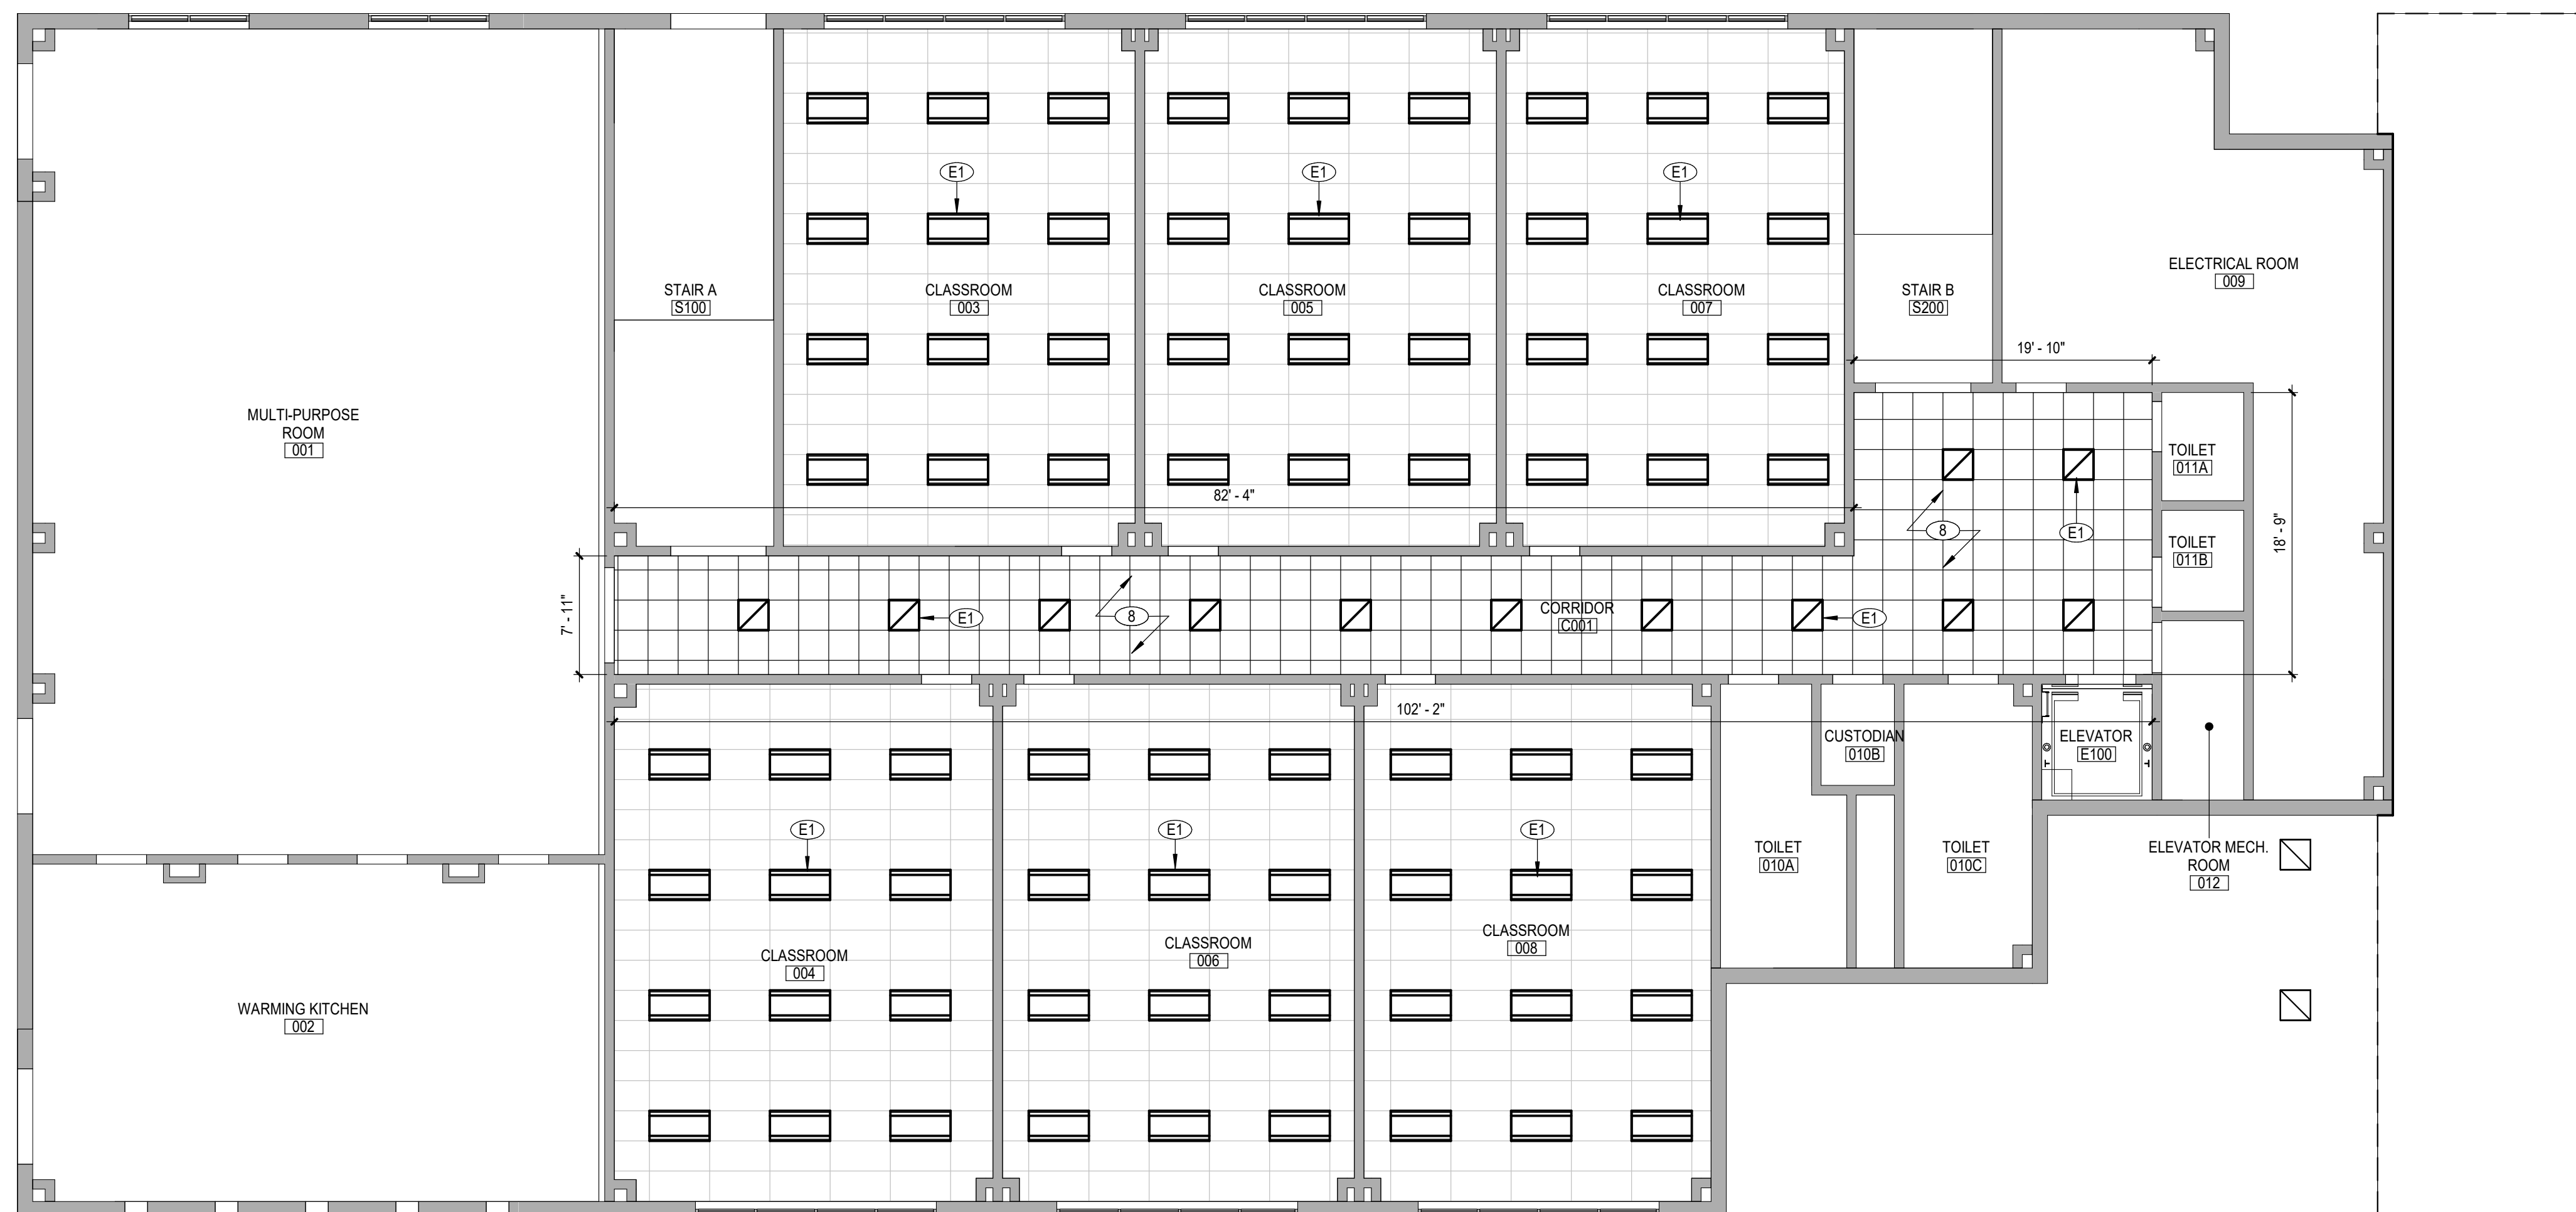 E1
E1
E1
ELECTRICAL ROOM
009
STAIR A
S100
CLASSROOM
003
CLASSROOM
005
CLASSROOM
007
STAIR B
S200
19' - 10"
MULTI-PURPOSE
ROOM
001
TOILET
011A
82' - 4"
8
E1
TOILET
011B
18' - 9"
7' - 11"
E1
8
CORRIDOR
C001
E1
102' - 2"
CUSTODIAN
010B
ELEVATOR
E100
E1
E1
E1
TOILET
010A
TOILET
010C
ELEVATOR MECH.
ROOM
012
CLASSROOM
004
CLASSROOM
006
CLASSROOM
008
WARMING KITCHEN
002